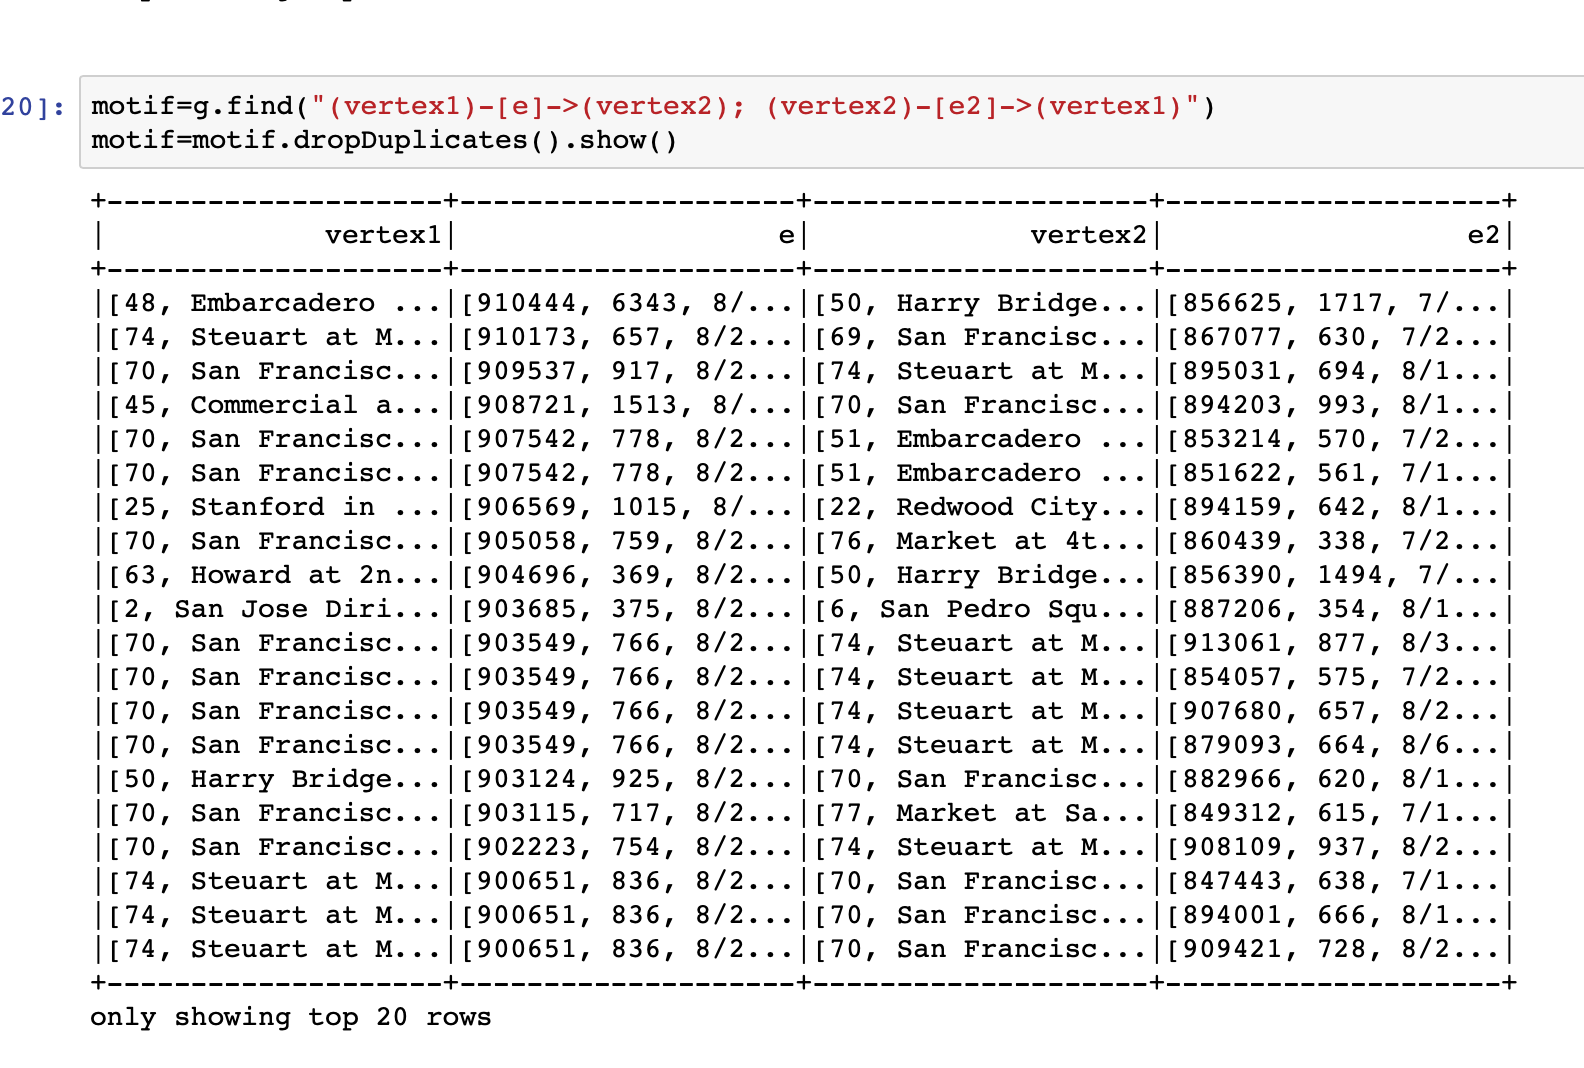 20]:
motif=g.find("(vertex1)-[e]->(vertex2); (vertex2)-[e2]->(vertex1)")
motif=motif.dropDuplicates().show()
+--------------------+--------------------+--------------------+--------------------+
|             vertex1|                   e|             vertex2|                  e2|
+--------------------+--------------------+--------------------+--------------------+
|[48, Embarcadero ...|[910444, 6343, 8/...|[50, Harry Bridge...|[856625, 1717, 7/...|
|[74, Steuart at M...|[910173, 657, 8/2...|[69, San Francisc...|[867077, 630, 7/2...|
|[70, San Francisc...|[909537, 917, 8/2...|[74, Steuart at M...|[895031, 694, 8/1...|
|[45, Commercial a...|[908721, 1513, 8/...|[70, San Francisc...|[894203, 993, 8/1...|
|[70, San Francisc...|[907542, 778, 8/2...|[51, Embarcadero ...|[853214, 570, 7/2...|
|[70, San Francisc...|[907542, 778, 8/2...|[51, Embarcadero ...|[851622, 561, 7/1...|
|[25, Stanford in ...|[906569, 1015, 8/...|[22, Redwood City...|[894159, 642, 8/1...|
|[70, San Francisc...|[905058, 759, 8/2...|[76, Market at 4t...|[860439, 338, 7/2...|
|[63, Howard at 2n...|[904696, 369, 8/2...|[50, Harry Bridge...|[856390, 1494, 7/...|
|[2, San Jose Diri...|[903685, 375, 8/2...|[6, San Pedro Squ...|[887206, 354, 8/1...|
|[70, San Francisc...|[903549, 766, 8/2...|[74, Steuart at M...|[913061, 877, 8/3...|
|[70, San Francisc...|[903549, 766, 8/2...|[74, Steuart at M...|[854057, 575, 7/2...|
|[70, San Francisc...|[903549, 766, 8/2...|[74, Steuart at M...|[907680, 657, 8/2...|
|[70, San Francisc...|[903549, 766, 8/2...|[74, Steuart at M...|[879093, 664, 8/6...|
|[50, Harry Bridge...|[903124, 925, 8/2...|[70, San Francisc...|[882966, 620, 8/1...|
|[70, San Francisc...|[903115, 717, 8/2...|[77, Market at Sa...|[849312, 615, 7/1...|
|[70, San Francisc...|[902223, 754, 8/2...|[74, Steuart at M...|[908109, 937, 8/2...|
|[74, Steuart at M...|[900651, 836, 8/2...|[70, San Francisc...|[847443, 638, 7/1...|
|[74, Steuart at M...|[900651, 836, 8/2...|[70, San Francisc...|[894001, 666, 8/1...|
|[74, Steuart at M...|[900651, 836, 8/2...|[70, San Francisc...|[909421, 728, 8/2...|
+--------------------+--------------------+--------------------+--------------------+
only showing top 20 rows